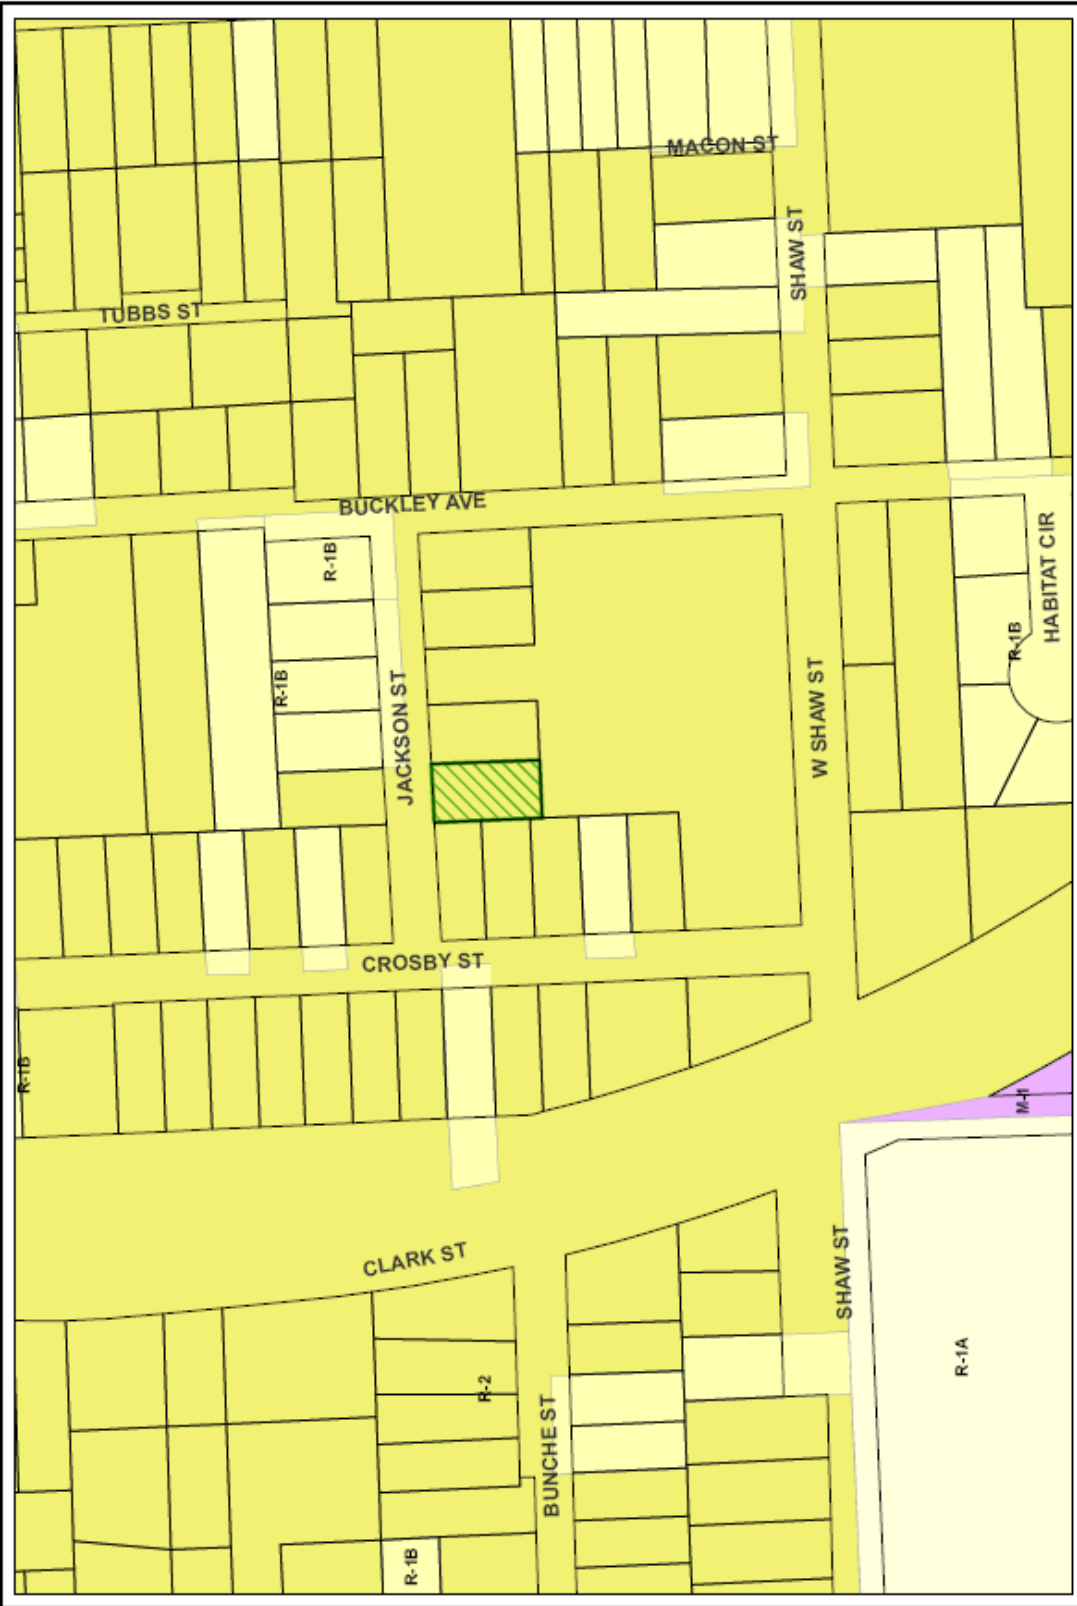 MACON ST
SHAW ST
TUBBS ST
BUCKLEY AVE
R-1B
HABITAT CIR
R-1B
R-1B
JACKSON ST
W SHAW ST
CROSBY ST
R-1B
M-1
CLARK ST
SHAW ST
R-1A
R-2
BUNCHE ST
R-1B